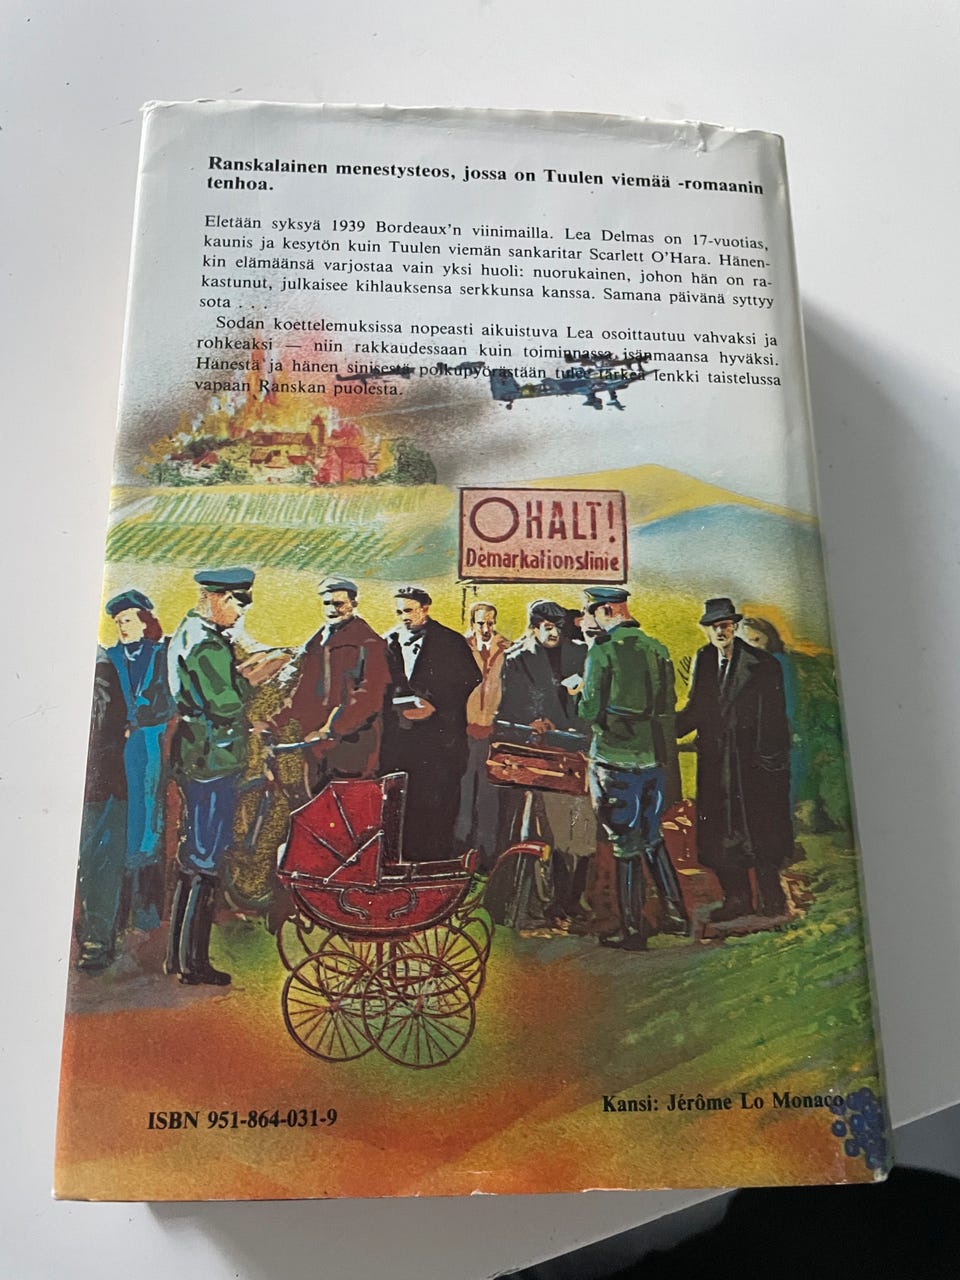 Ranskalainen menestysteos, jossa on Tuulen viemää -romaanin
tenhoa.
Eletään syksyä 1939 Bordeaux'n viinimailla. Lea Delmas on 17-vuotias,
kaunis ja kesytön kuin Tuulen viemän sankaritar Scarlett O'Hara. Hänen-
kin elämäänsä varjostaa vain yksi huoli: nuorukainen, johon hän on ra-
kastunut, julkaisee kihlauksensa serkkunsa kanssa. Samana päivänä syttyy
sota . . .
Sodan koettelemuksissa nopeasti aikuistuva Lea osoittautuu vahvaksi ja
rohkeaksi — niin rakkaudessaan kuin toiminnassa isänmaansa hyväksi.
Hänestä ja hänen sinisestä polkupyörästään tulee tärkeä lenkki taistelussa
vapaan Ranskan puolesta.
HALT!
Demarkationslinie
ISBN 951-864-031-9
Kansi: Jérôme Lo Monaco